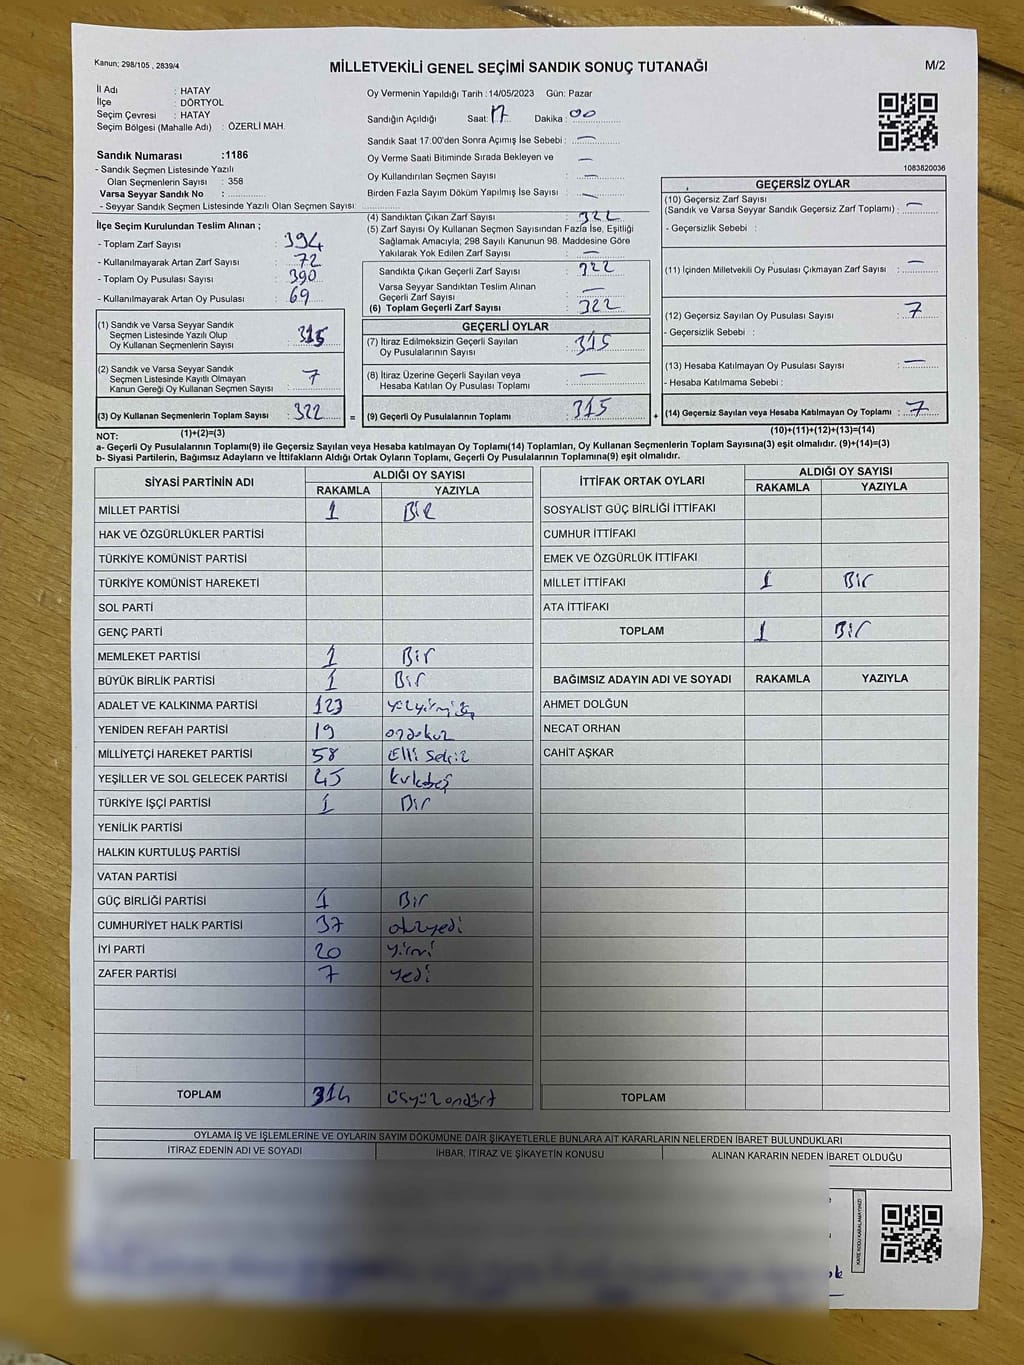 Kanun; 298/105 , 2839/4
MİLLETVEKİLİ GENEL SEÇİMİ SANDIK SONUÇ TUTANAĞI
M/2
İl Adı : HATAY
İlçe : DÖRTYOL
Seçim Çevresi : HATAY
Seçim Bölgesi (Mahalle Adı) : ÖZERLİ MAH.
Sandık Numarası :1186
- Sandık Seçmen Listesinde Yazılı
Olan Seçmenlerin Sayısı : 358
Varsa Seyyar Sandık No :
- Seyyar Sandık Seçmen Listesinde Yazılı Olan Seçmen Sayısı:
Oy Vermenin Yapıldığı Tarih :14/05/2023 Gün: Pazar
Sandığın Açıldığı Saat: 17 Dakika : 00
Sandık Saat 17:00'den Sonra Açımış İse Sebebi : —
Oy Verme Saati Bitiminde Sırada Bekleyen ve —
Oy Kullandırılan Seçmen Sayısı : —
Birden Fazla Sayım Döküm Yapılmış İse Sayısı : —
1083820036
İlçe Seçim Kurulundan Teslim Alınan ;
- Toplam Zarf Sayısı : 394
- Kullanılmayarak Artan Zarf Sayısı : 72
- Toplam Oy Pusulası Sayısı : 390
- Kullanılmayarak Artan Oy Pusulası : 69
(1) Sandık ve Varsa Seyyar Sandık
Seçmen Listesinde Yazılı Olup
Oy Kullanan Seçmenlerin Sayısı : 315
(2) Sandık ve Varsa Seyyar Sandık
Seçmen Listesinde Kayıtlı Olmayan
Kanun Gereği Oy Kullanan Seçmen Sayısı : 7
(3) Oy Kullanan Seçmenlerin Toplam Sayısı : 322 =
(1)+(2)=(3)
(4) Sandıktan Çıkan Zarf Sayısı : 322
(5) Zarf Sayısı Oy Kullanan Seçmen Sayısından Fazla İse, Eşitliği
Sağlamak Amacıyla, 298 Sayılı Kanunun 98. Maddesine Göre
Yakılarak Yok Edilen Zarf Sayısı : —
Sandıkta Çıkan Geçerli Zarf Sayısı : 322
Varsa Seyyar Sandıktan Teslim Alınan
Geçerli Zarf Sayısı : —
(6) Toplam Geçerli Zarf Sayısı : 322
GEÇERLİ OYLAR
(7) İtiraz Edilmeksizin Geçerli Sayılan
Oy Pusulalarının Sayısı : 315
(8) İtiraz Üzerine Geçerli Sayılan veya
Hesaba Katılan Oy Pusulası Toplamı : —
(9) Geçerli Oy Pusulalarının Toplamı : 315 +
GEÇERSİZ OYLAR
(10) Geçersiz Zarf Sayısı
(Sandık ve Varsa Seyyar Sandık Geçersiz Zarf Toplamı) : —
- Geçersizlik Sebebi :
(11) İçinden Milletvekili Oy Pusulası Çıkmayan Zarf Sayısı : —
(12) Geçersiz Sayılan Oy Pusulası Sayısı : 7
- Geçersizlik Sebebi :
(13) Hesaba Katılmayan Oy Pusulası Sayısı : —
- Hesaba Katılmama Sebebi :
(14) Geçersiz Sayılan veya Hesaba Katılmayan Oy Toplamı : 7
(10)+(11)+(12)+(13)=(14)
NOT:
a- Geçerli Oy Pusulalarının Toplamı(9) ile Geçersiz Sayılan veya Hesaba katılmayan Oy Toplamı(14) Toplamları, Oy Kullanan Seçmenlerin Toplam Sayısına(3) eşit olmalıdır. (9)+(14)=(3)
b- Siyasi Partilerin, Bağımsız Adayların ve İttifakların Aldığı Ortak Oyların Toplamı, Geçerli Oy Pusulalarının Toplamına(9) eşit olmalıdır.
SİYASİ PARTİNİN ADI ALDIĞI OY SAYISI
RAKAMLA YAZIYLA
MİLLET PARTİSİ 1 Bir
HAK VE ÖZGÜRLÜKLER PARTİSİ
TÜRKİYE KOMÜNİST PARTİSİ
TÜRKİYE KOMÜNİST HAREKETİ
SOL PARTİ
GENÇ PARTİ
MEMLEKET PARTİSİ 1 Bir
BÜYÜK BİRLİK PARTİSİ 1 Bir
ADALET VE KALKINMA PARTİSİ 123
YENİDEN REFAH PARTİSİ 19 ondokuz
MİLLİYETÇİ HAREKET PARTİSİ 58 Elli Sekiz
YEŞİLLER VE SOL GELECEK PARTİSİ 45 kırkbeş
TÜRKİYE İŞÇİ PARTİSİ 1 Bir
YENİLİK PARTİSİ
HALKIN KURTULUŞ PARTİSİ
VATAN PARTİSİ
GÜÇ BİRLİĞİ PARTİSİ 1 Bir
CUMHURİYET HALK PARTİSİ 37 otuzyedi
İYİ PARTİ 20 yirmi
ZAFER PARTİSİ 7 yedi
TOPLAM 314 üçyüzondört
İTTİFAK ORTAK OYLARI ALDIĞI OY SAYISI
RAKAMLA YAZIYLA
SOSYALİST GÜÇ BİRLİĞİ İTTİFAKI
CUMHUR İTTİFAKI
EMEK VE ÖZGÜRLÜK İTTİFAKI
MİLLET İTTİFAKI 1 Bir
ATA İTTİFAKI
TOPLAM 1 Bir
BAĞIMSIZ ADAYIN ADI VE SOYADI RAKAMLA YAZIYLA
AHMET DOLĞUN
NECAT ORHAN
CAHİT AŞKAR
TOPLAM
OYLAMA İŞ VE İŞLEMLERİNE VE OYLARIN SAYIM DÖKÜMÜNE DAİR ŞİKAYETLERLE BUNLARA AİT KARARLARIN NELERDEN İBARET BULUNDUKLARI
İTİRAZ EDENİN ADI VE SOYADI İHBAR, İTİRAZ VE ŞİKAYETİN KONUSU ALINAN KARARIN NEDEN İBARET OLDUĞU